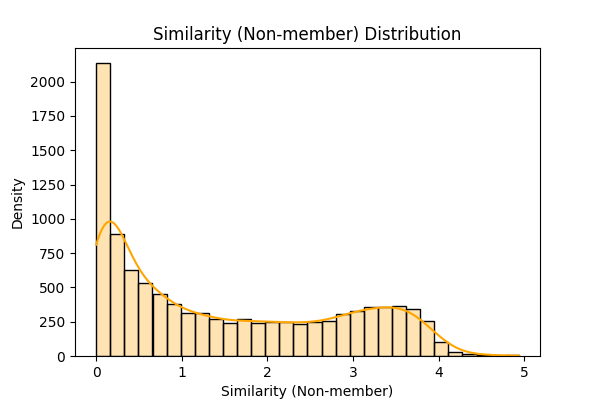 Similarity (Non-member) Distribution
Density
2000
1750
1500
1250
1000
750
500
250
0
0 1 2 3 4 5
Similarity (Non-member)